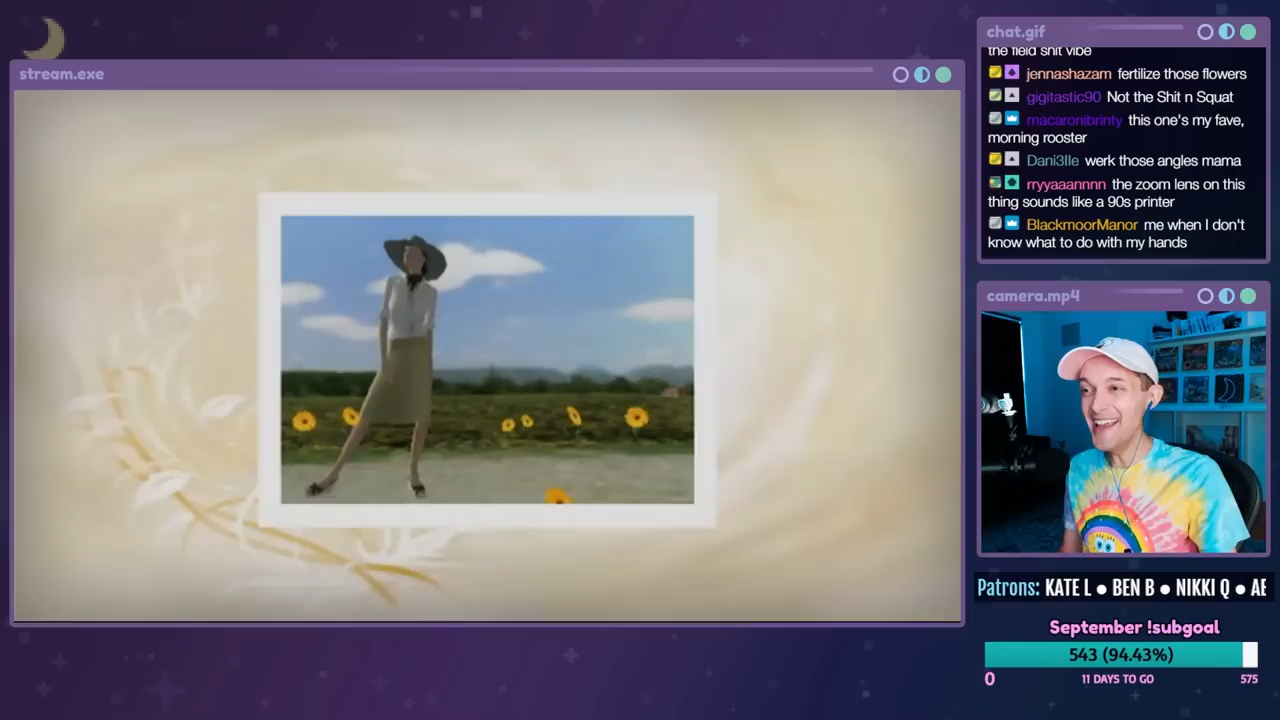 stream.exe
chat.gif
the field shit vibe
jennashazam fertilize those flowers
gigitastic90 Not the Shit n Squat
macaronibrinty this one's my fave,
morning rooster
Dani3lle werk those angles mama
rryyaannnn the zoom lens on this
thing sounds like a 90s printer
BlackmoorManor me when I don't
know what to do with my hands
camera.mp4
Patrons: KATE L ● BEN B ● NIKKI Q ● AE
September !subgoal
543 (94.43%)
0 11 DAYS TO GO 575